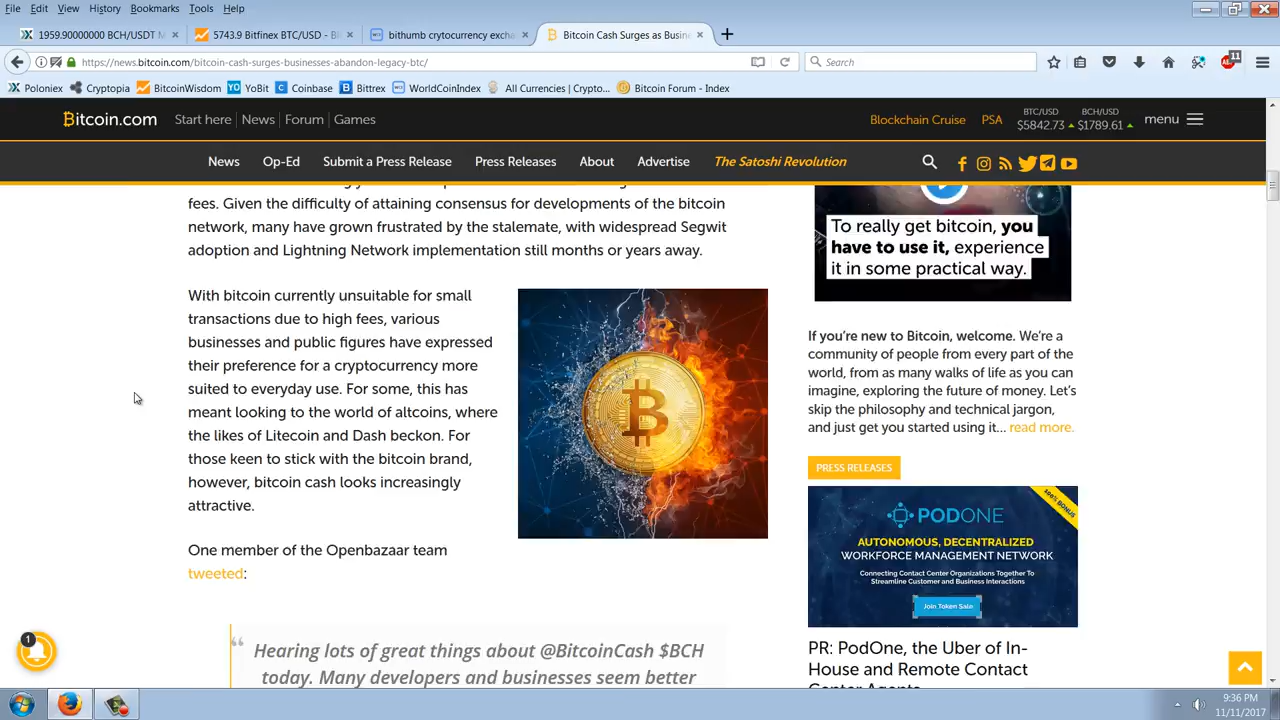 File Edit View History Bookmarks Tools Help
1959.90000000 BCH/USDT M
5743.9 Bitfinex BTC/USD - Bi
bithumb crytocurrency excha
Bitcoin Cash Surges as Busin
https://news.bitcoin.com/bitcoin-cash-surges-businesses-abandon-legacy-btc/
Search
11
Poloniex Cryptopia BitcoinWisdom YoBit Coinbase Bittrex WorldCoinIndex All Currencies | Crypto... Bitcoin Forum - Index
Bitcoin.com Start here | News | Forum | Games
Blockchain Cruise PSA
BTC/USD BCH/USD
$5842.73 $1789.61
menu
News Op-Ed Submit a Press Release Press Releases About Advertise The Satoshi Revolution
fees. Given the difficulty of attaining consensus for developments of the bitcoin
network, many have grown frustrated by the stalemate, with widespread Segwit
adoption and Lightning Network implementation still months or years away.
With bitcoin currently unsuitable for small
transactions due to high fees, various
businesses and public figures have expressed
their preference for a cryptocurrency more
suited to everyday use. For some, this has
meant looking to the world of altcoins, where
the likes of Litecoin and Dash beckon. For
those keen to stick with the bitcoin brand,
however, bitcoin cash looks increasingly
attractive.
One member of the Openbazaar team
tweeted:
Hearing lots of great things about @BitcoinCash $BCH
today. Many developers and businesses seem better
To really get bitcoin, you
have to use it, experience
it in some practical way.
If you're new to Bitcoin, welcome. We're a
community of people from every part of the
world, from as many walks of life as you can
imagine, exploring the future of money. Let's
skip the philosophy and technical jargon,
and just get you started using it... read more.
PRESS RELEASES
PODONE
AUTONOMOUS, DECENTRALIZED
WORKFORCE MANAGEMENT NETWORK
Connecting Contact Center Organizations Together To
Streamline Customer and Business Interactions
Join Token Sale
PR: PodOne, the Uber of In-
House and Remote Contact
Center Agents
1
9:36 PM
11/11/2017